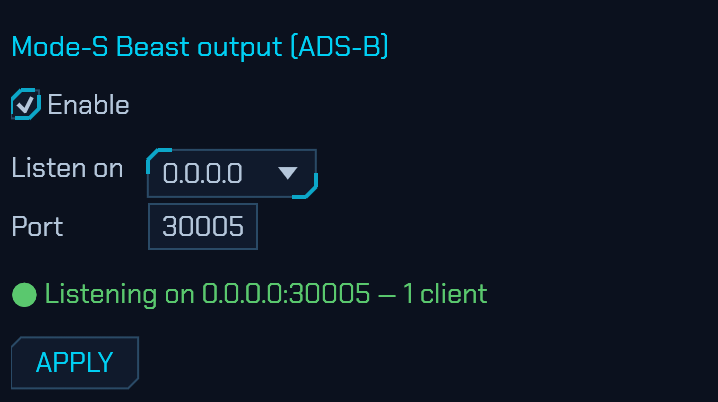 Mode-S Beast output (ADS-B)
Enable
Listen on 0.0.0.0
Port 30005
Listening on 0.0.0.0:30005 — 1 client
APPLY